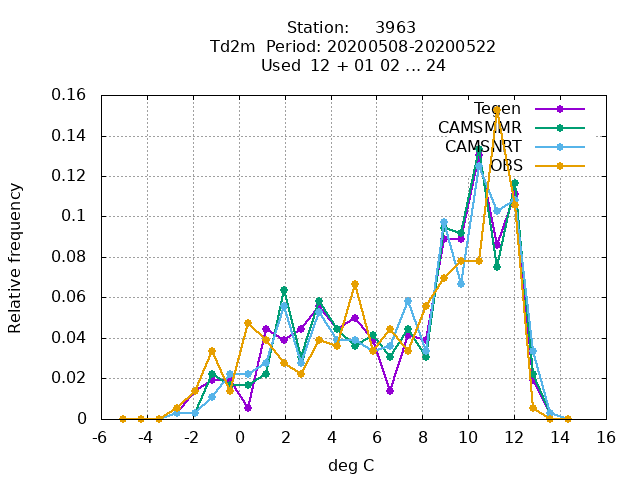 Station:     3963
Td2m  Period: 20200508-20200522
Used  12 + 01 02 ... 24
Tegen
CAMSMMR
CAMSNRT
OBS
Relative frequency
0.16
0.14
0.12
0.1
0.08
0.06
0.04
0.02
0
-6 -4 -2 0 2 4 6 8 10 12 14 16
deg C